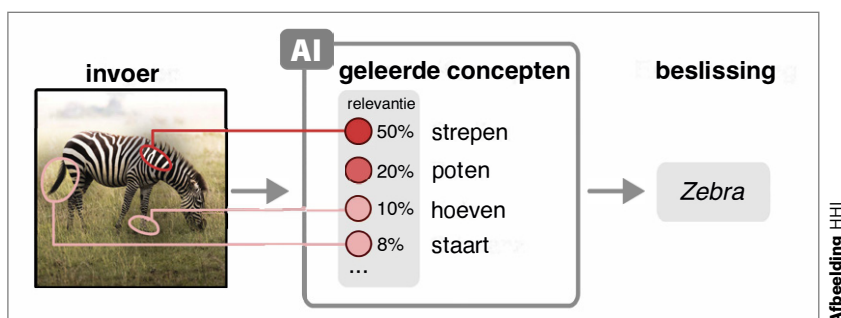 AI
invoer
geleerde concepten
beslissing
relevantie
50% strepen
20% poten
10% hoeven
8% staart
...
Zebra
Afbeelding HHI